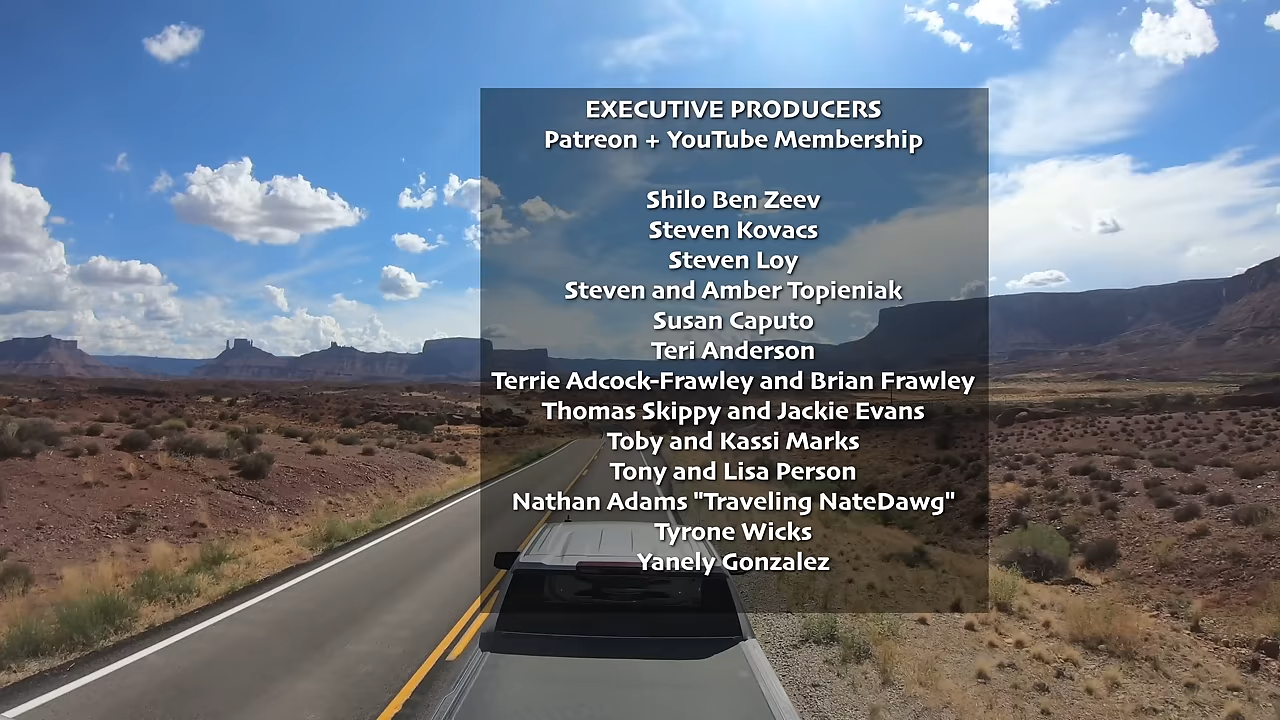 EXECUTIVE PRODUCERS
Patreon + YouTube Membership
Shilo Ben Zeev
Steven Kovacs
Steven Loy
Steven and Amber Topieniak
Susan Caputo
Teri Anderson
Terrie Adcock-Frawley and Brian Frawley
Thomas Skippy and Jackie Evans
Toby and Kassi Marks
Tony and Lisa Person
Nathan Adams "Traveling NateDawg"
Tyrone Wicks
Yanely Gonzalez